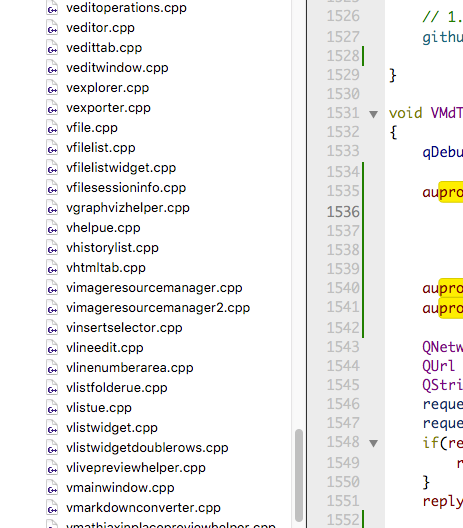 veditoperations.cpp
veditor.cpp
vedittab.cpp
veditwindow.cpp
vexplorer.cpp
vexporter.cpp
vfile.cpp
vfilelist.cpp
vfilelistwidget.cpp
vfilesessioninfo.cpp
vgraphvizhelper.cpp
vhelpue.cpp
vhistorylist.cpp
vhtmltab.cpp
vimageresourcemanager.cpp
vimageresourcemanager2.cpp
vinsertselector.cpp
vlineedit.cpp
vlinenumberarea.cpp
vlistfolderue.cpp
vlistue.cpp
vlistwidget.cpp
vlistwidgetdoublerows.cpp
vlivepreviewhelper.cpp
vmainwindow.cpp
vmarkdownconverter.cpp
vmathjaxinplacepreviewhelper.cpp
1526 // 1.
1527 githu
1528
1529 }
1530
1531 void VMdT
1532 {
1533 qDebu
1534
1535 aupro
1536
1537
1538
1539
1540 aupro
1541 aupro
1542
1543 QNetw
1544 QUrl
1545 QStri
1546 reque
1547 reque
1548 if(re
1549 r
1550 }
1551 reply
1552